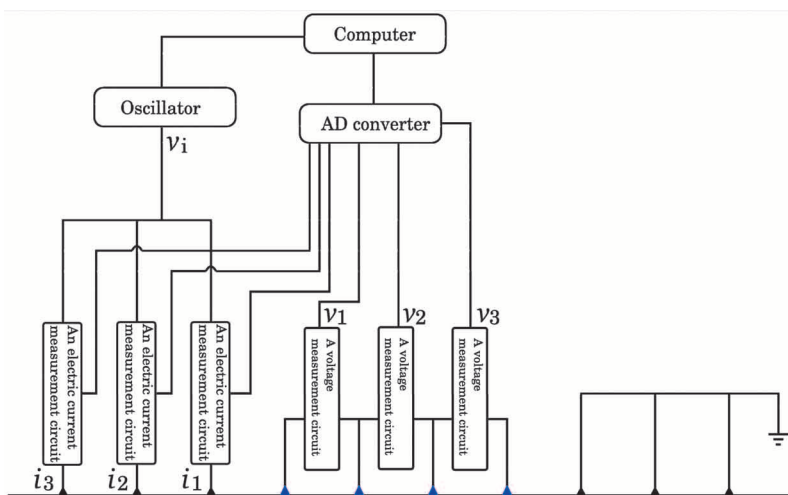 Computer
Oscillator
AD converter
vi
v1
v2
v3
An electric current
measurement circuit
An electric current
measurement circuit
An electric current
measurement circuit
A voltage
measurement circuit
A voltage
measurement circuit
A voltage
measurement circuit
i3
i2
i1